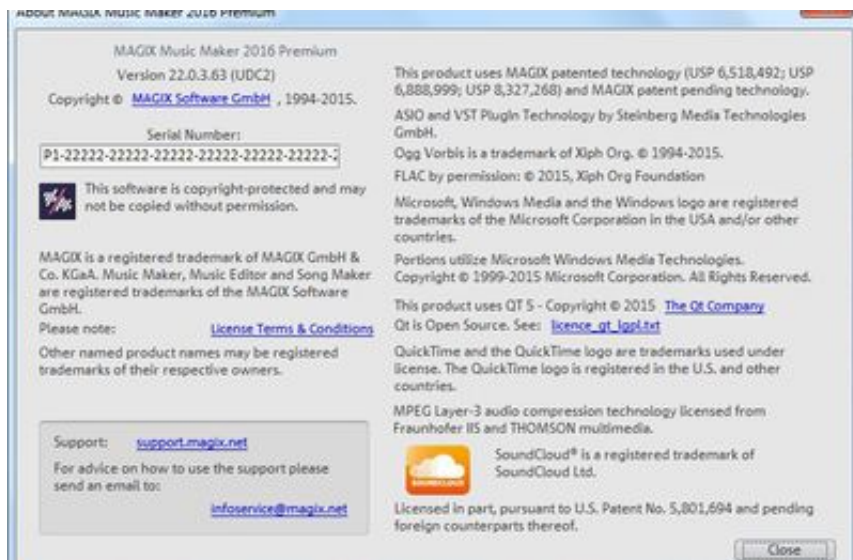 About MAGIX Music Maker 2016 Premium
MAGIX Music Maker 2016 Premium
Version 22.0.3.63 (UDC2)
Copyright © MAGIX Software GmbH , 1994-2015.
Serial Number:
P1-22222-22222-22222-22222-22222-22222-2
This software is copyright-protected and may
not be copied without permission.
MAGIX is a registered trademark of MAGIX GmbH &
Co. KGaA. Music Maker, Music Editor and Song Maker
are registered trademarks of the MAGIX Software
GmbH.
Please note: License Terms & Conditions
Other named product names may be registered
trademarks of their respective owners.
Support: support.magix.net
For advice on how to use the support please
send an email to:
infoservice@magix.net
This product uses MAGIX patented technology (USP 6,518,492; USP
6,888,999; USP 8,327,268) and MAGIX patent pending technology.
ASIO and VST PlugIn Technology by Steinberg Media Technologies
GmbH.
Ogg Vorbis is a trademark of Xiph Org. © 1994-2015.
FLAC by permission: © 2015, Xiph Org Foundation
Microsoft, Windows Media and the Windows logo are registered
trademarks of the Microsoft Corporation in the USA and/or other
countries.
Portions utilize Microsoft Windows Media Technologies.
Copyright © 1999-2015 Microsoft Corporation. All Rights Reserved.
This product uses QT 5 - Copyright © 2015 The Qt Company
Qt is Open Source. See: licence_qt_lgpl.txt
QuickTime and the QuickTime logo are trademarks used under
license. The QuickTime logo is registered in the U.S. and other
countries.
MPEG Layer-3 audio compression technology licensed from
Fraunhofer IIS and THOMSON multimedia.
SOUNDCLOUD
SoundCloud® is a registered trademark of
SoundCloud Ltd.
Licensed in part, pursuant to U.S. Patent No. 5,801,694 and pending
foreign counterparts thereof.
Close